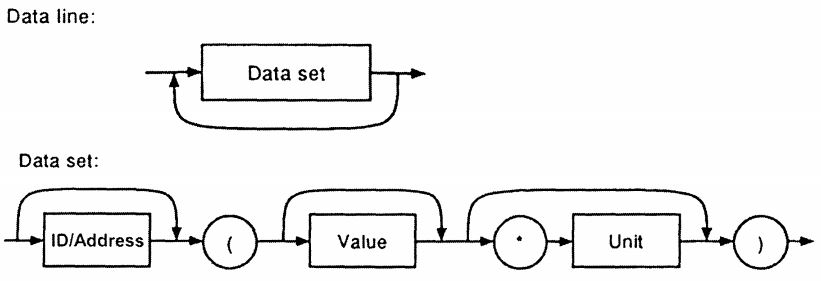 Data line:
Data set
Data set:
ID/Address ( Value * Unit )